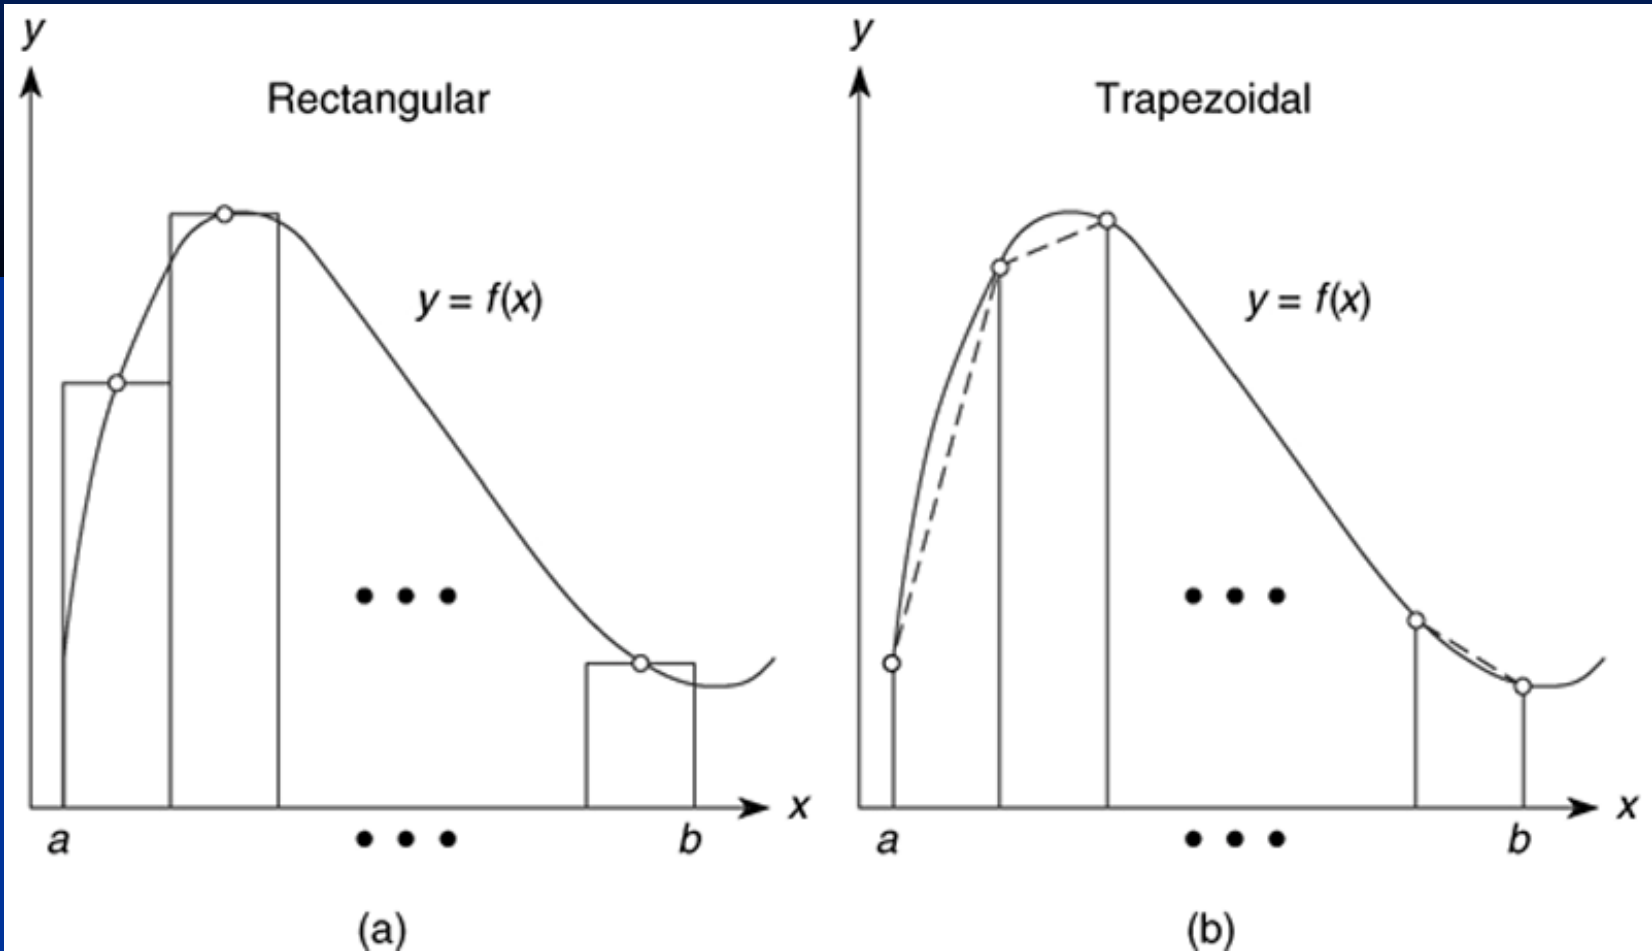 y
Rectangular
y = f(x)
• • •
x
a
• • •
b
(a)
y
Trapezoidal
y = f(x)
• • •
x
a
• • •
b
(b)